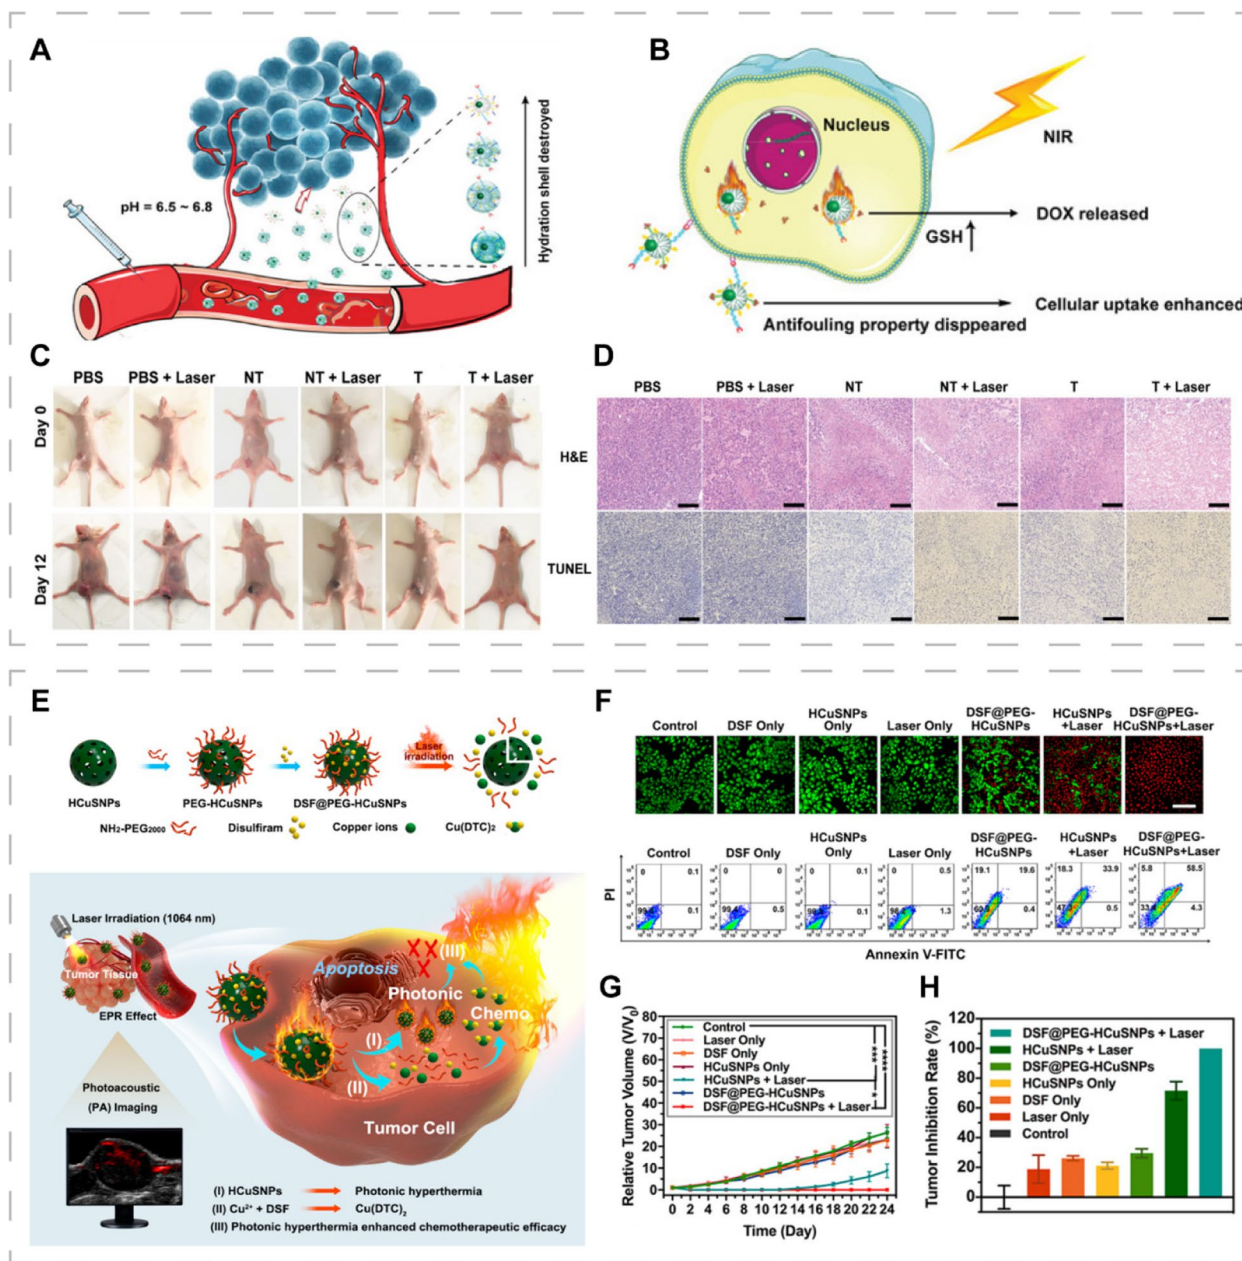 A
pH = 6.5 ~ 6.8
Hydration shell destroyed
B
Nucleus
NIR
DOX released
GSH
Cellular uptake enhanced
Antifouling property disppeared
C
PBS PBS + Laser NT NT + Laser T T + Laser
Day 0
Day 12
D
PBS PBS + Laser NT NT + Laser T T + Laser
H&E
TUNEL
E
Laser
irradiation
HCuSNPs
PEG-HCuSNPs
DSF@PEG-HCuSNPs
NH₂-PEG₂₀₀₀ Disulfiram Copper ions Cu(DTC)₂
Laser Irradiation (1064 nm)
Tumor Tissue
EPR Effect
Photoacoustic
(PA) Imaging
Apoptosis
(III)
Photonic
Chemo
(I)
(II)
Tumor Cell
(I) HCuSNPs Photonic hyperthermia
(II) Cu²⁺ + DSF Cu(DTC)₂
(III) Photonic hyperthermia enhanced chemotherapeutic efficacy
F
Control DSF Only HCuSNPs Only Laser Only DSF@PEG-HCuSNPs HCuSNPs +Laser DSF@PEG-HCuSNPs+Laser
Control DSF Only HCuSNPs Only Laser Only DSF@PEG-HCuSNPs HCuSNPs +Laser DSF@PEG-HCuSNPs+Laser
0 0.1 0 0 0 0.1 0 0.5 19.1 19.6 18.3 33.9 5.8 58.5
0.1 0.5 0.1 1.3 0.4 0.5 4.3
PI
Annexin V-FITC
G
Relative Tumor Volume (V/V₀)
80
70
60
50
40
30
20
10
0
Control
Laser Only
DSF Only
HCuSNPs Only
HCuSNPs + Laser
DSF@PEG-HCuSNPs
DSF@PEG-HCuSNPs + Laser
0 2 4 6 8 10 12 14 16 18 20 22 24
Time (Day)
H
Tumor Inhibition Rate (%)
120
100
80
60
40
20
0
DSF@PEG-HCuSNPs + Laser
HCuSNPs + Laser
DSF@PEG-HCuSNPs
HCuSNPs Only
DSF Only
Laser Only
Control